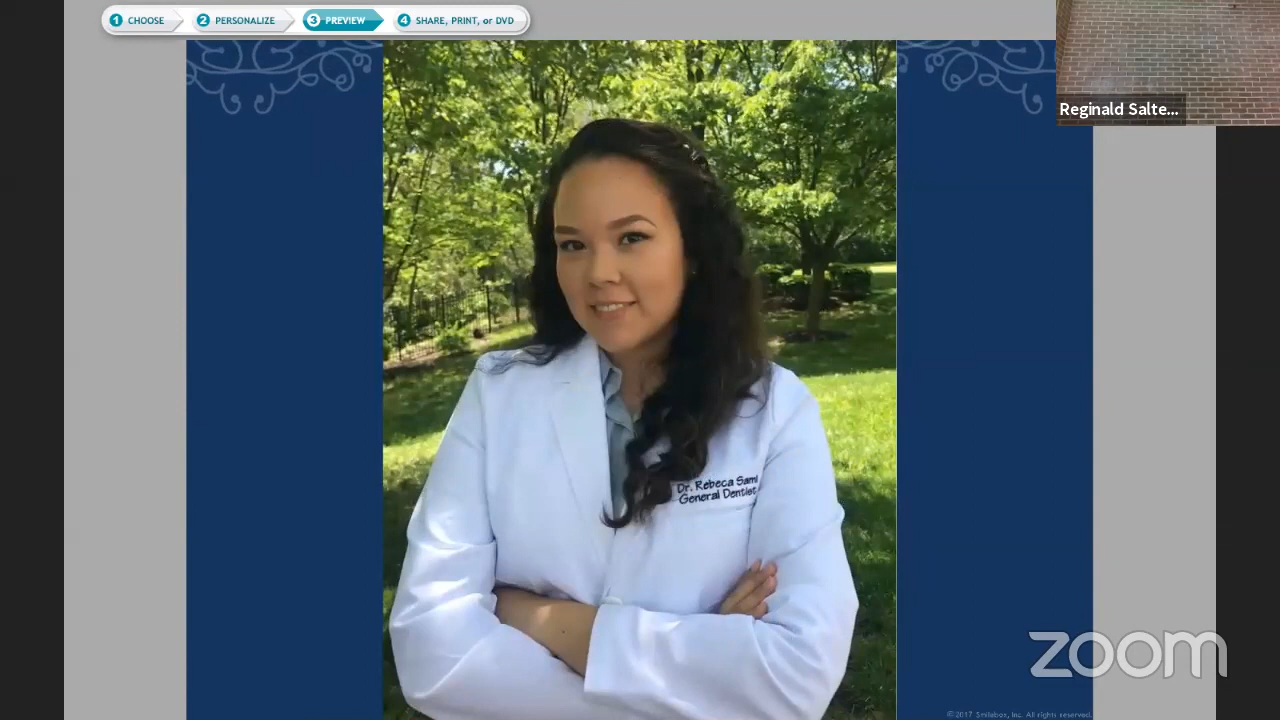 1 CHOOSE
2 PERSONALIZE
3 PREVIEW
4 SHARE, PRINT, or DVD
Reginald Salte...
Dr. Rebeca Sami
General Dentist
zoom
© 2017 Smilebox, Inc. All rights reserved.